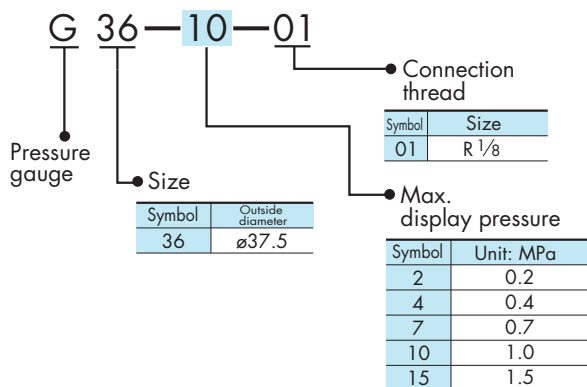 G 36 — 10 — 01
Connection
thread
Symbol Size
01 R 1/8
Pressure
gauge
Size
Symbol Outside
diameter
36 ø37.5
Max.
display pressure
Symbol Unit: MPa
2 0.2
4 0.4
7 0.7
10 1.0
15 1.5